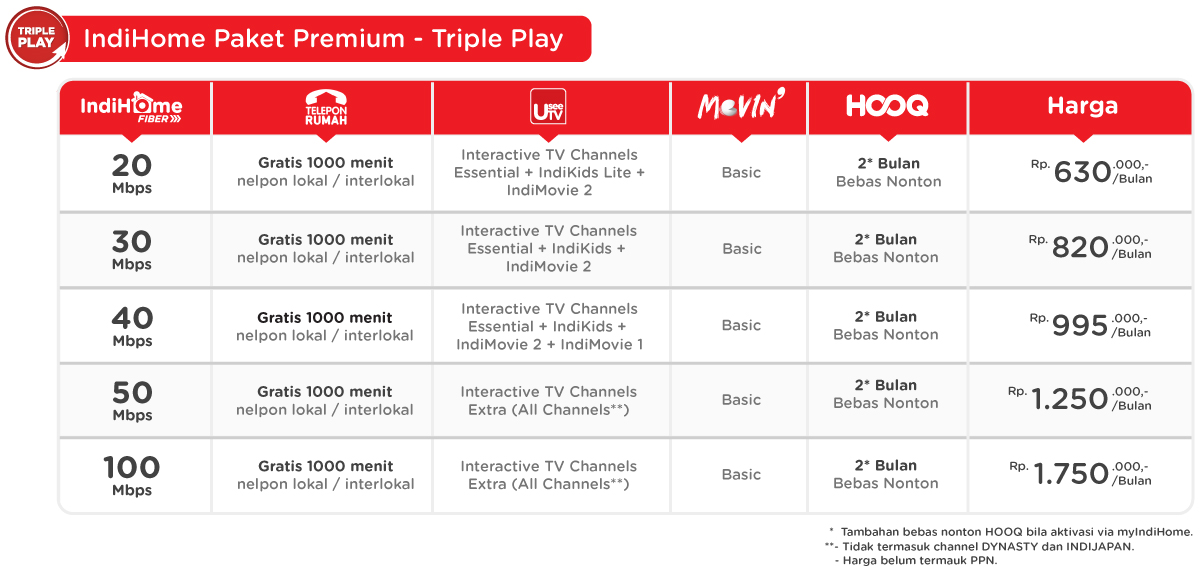 TRIPLE
PLAY
IndiHome Paket Premium - Triple Play
IndiHome
FIBER
TELEPON
RUMAH
UseeTV
MOVIN'
HOOQ
Harga
20
Mbps
Gratis 1000 menit
nelpon lokal / interlokal
Interactive TV Channels
Essential + IndiKids Lite +
IndiMovie 2
Basic
2* Bulan
Bebas Nonton
Rp. 630.000,-
/Bulan
30
Mbps
Gratis 1000 menit
nelpon lokal / interlokal
Interactive TV Channels
Essential + IndiKids +
IndiMovie 2
Basic
2* Bulan
Bebas Nonton
Rp. 820.000,-
/Bulan
40
Mbps
Gratis 1000 menit
nelpon lokal / interlokal
Interactive TV Channels
Essential + IndiKids +
IndiMovie 2 + IndiMovie 1
Basic
2* Bulan
Bebas Nonton
Rp. 995.000,-
/Bulan
50
Mbps
Gratis 1000 menit
nelpon lokal / interlokal
Interactive TV Channels
Extra (All Channels**)
Basic
2* Bulan
Bebas Nonton
Rp. 1.250.000,-
/Bulan
100
Mbps
Gratis 1000 menit
nelpon lokal / interlokal
Interactive TV Channels
Extra (All Channels**)
Basic
2* Bulan
Bebas Nonton
Rp. 1.750.000,-
/Bulan
* Tambahan bebas nonton HOOQ bila aktivasi via myIndiHome.
**- Tidak termasuk channel DYNASTY dan INDIJAPAN.
- Harga belum termauk PPN.